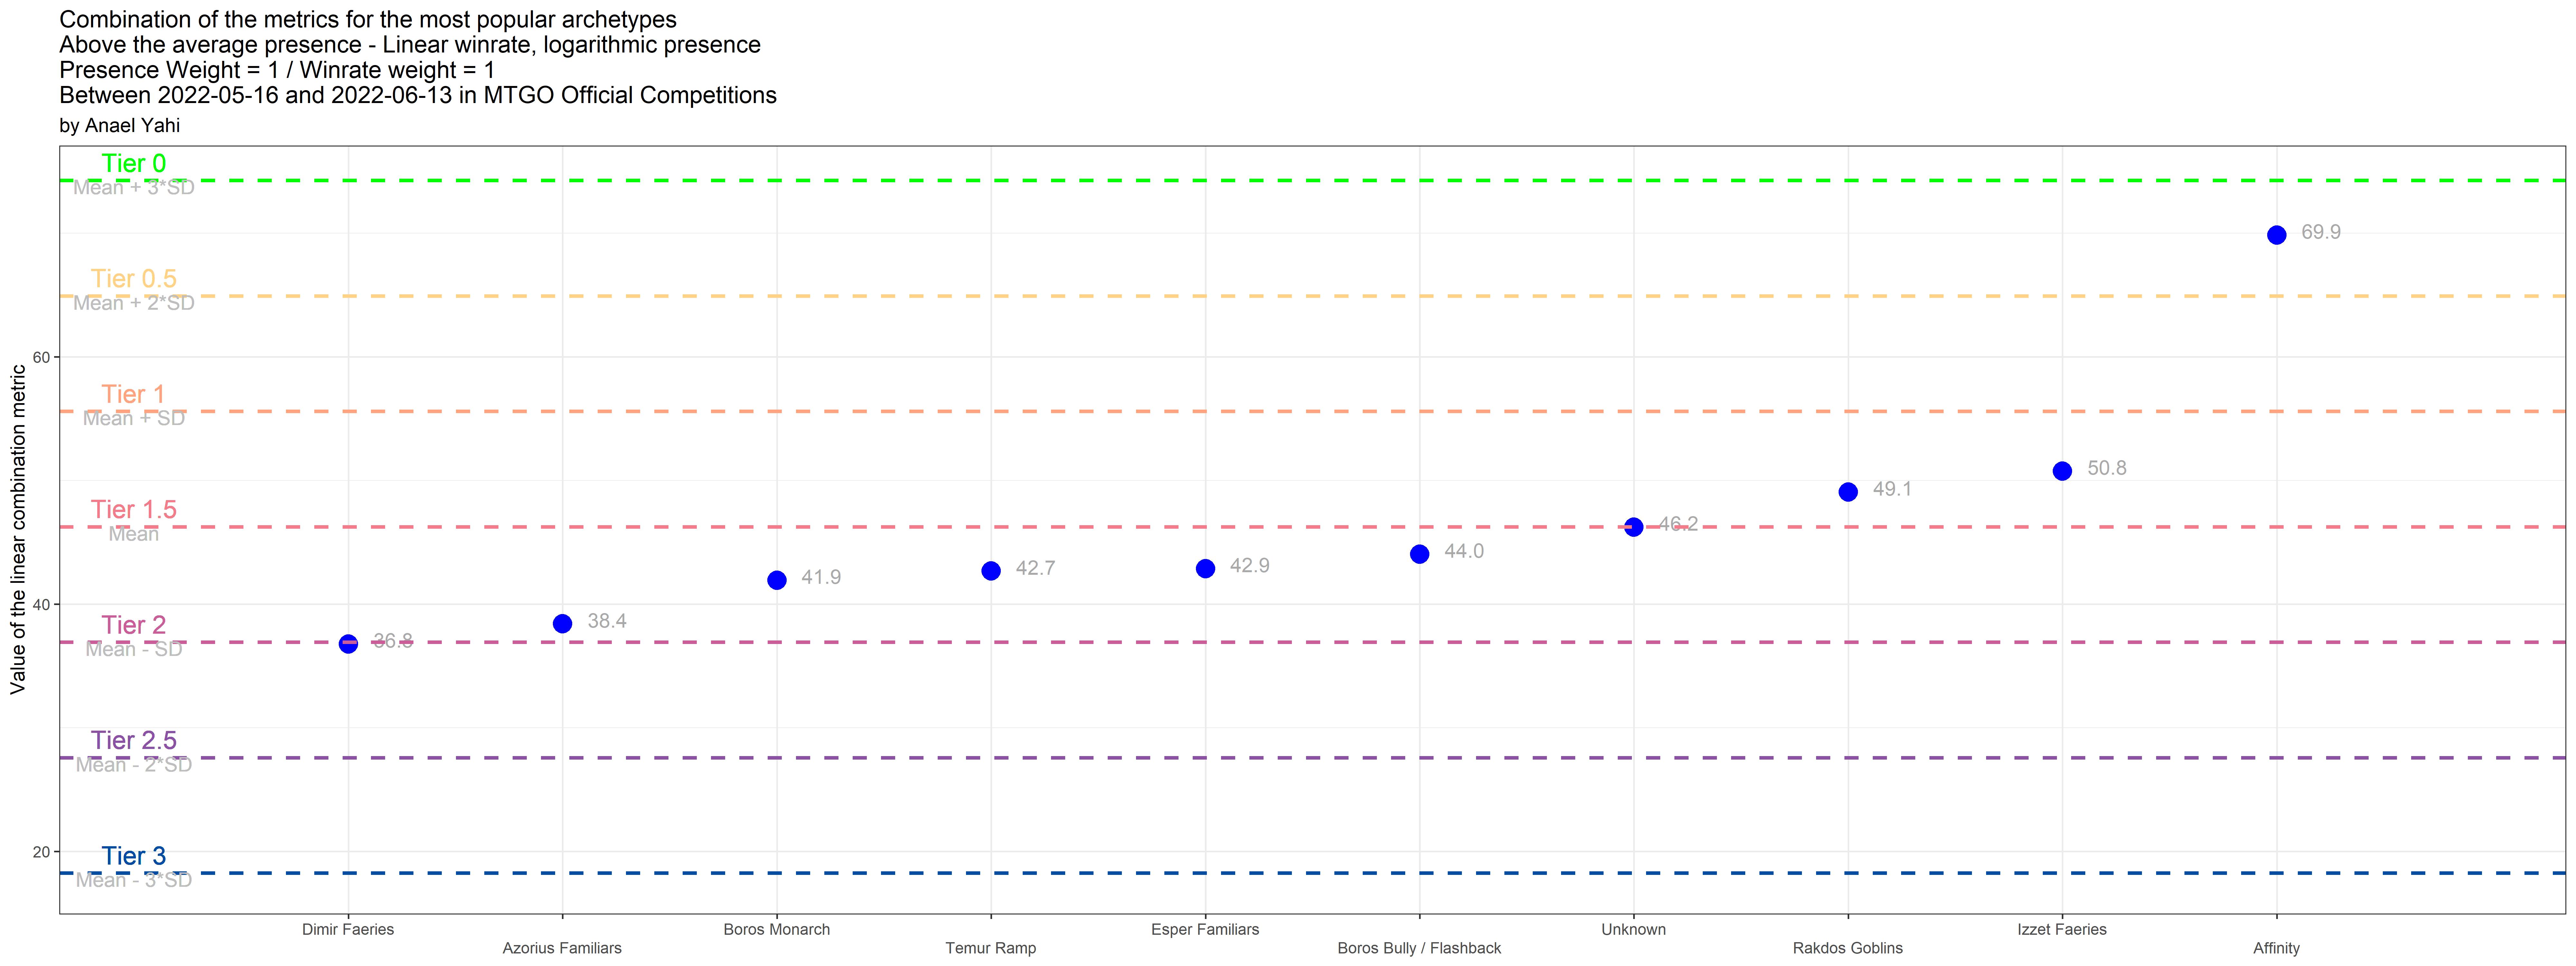 Combination of the metrics for the most popular archetypes
Above the average presence - Linear winrate, logarithmic presence
Presence Weight = 1 / Winrate weight = 1
Between 2022-05-16 and 2022-06-13 in MTGO Official Competitions
by Anael Yahi
Value of the linear combination metric
60
40
20
Tier 0
Mean + 3*SD
Tier 0.5
Mean + 2*SD
Tier 1
Mean + SD
Tier 1.5
Mean
Tier 2
Mean - SD
Tier 2.5
Mean - 2*SD
Tier 3
Mean - 3*SD
36.8
38.4
41.9
42.7
42.9
44.0
46.2
49.1
50.8
69.9
Dimir Faeries
Azorius Familiars
Boros Monarch
Temur Ramp
Esper Familiars
Boros Bully / Flashback
Unknown
Rakdos Goblins
Izzet Faeries
Affinity